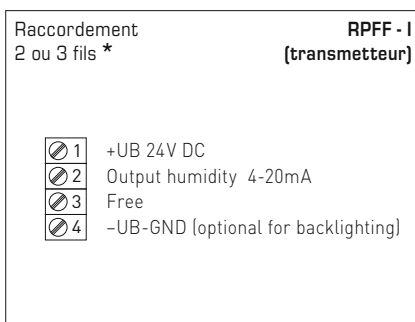 Raccordement
2 ou 3 fils *
RPFF - I
(transmetteur)
1 +UB 24V DC
2 Output humidity 4-20mA
3 Free
4 –UB-GND (optional for backlighting)